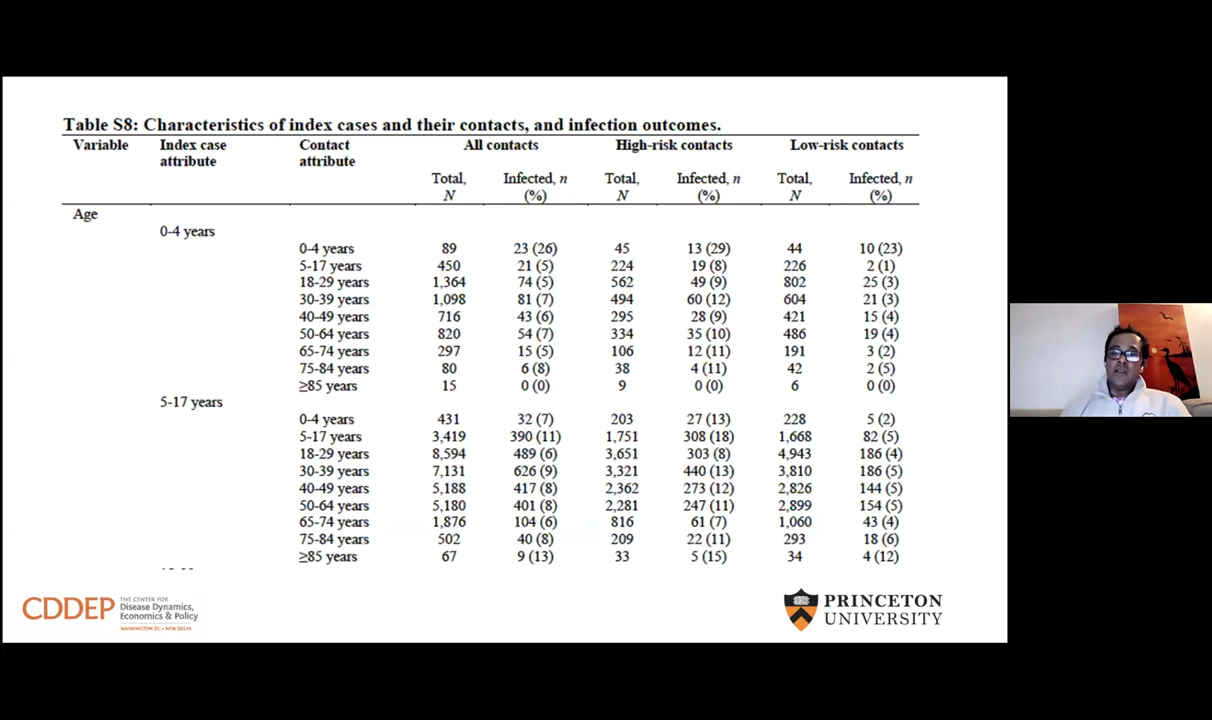 Table S8: Characteristics of index cases and their contacts, and infection outcomes.
Variable Index case attribute Contact attribute All contacts High-risk contacts Low-risk contacts
Total, N Infected, n (%) Total, N Infected, n (%) Total, N Infected, n (%)
Age
0-4 years
0-4 years 89 23 (26) 45 13 (29) 44 10 (23)
5-17 years 450 21 (5) 224 19 (8) 226 2 (1)
18-29 years 1,364 74 (5) 562 49 (9) 802 25 (3)
30-39 years 1,098 81 (7) 494 60 (12) 604 21 (3)
40-49 years 716 43 (6) 295 28 (9) 421 15 (4)
50-64 years 820 54 (7) 334 35 (10) 486 19 (4)
65-74 years 297 15 (5) 106 12 (11) 191 3 (2)
75-84 years 80 6 (8) 38 4 (11) 42 2 (5)
≥85 years 15 0 (0) 9 0 (0) 6 0 (0)
5-17 years
0-4 years 431 32 (7) 203 27 (13) 228 5 (2)
5-17 years 3,419 390 (11) 1,751 308 (18) 1,668 82 (5)
18-29 years 8,594 489 (6) 3,651 303 (8) 4,943 186 (4)
30-39 years 7,131 626 (9) 3,321 440 (13) 3,810 186 (5)
40-49 years 5,188 417 (8) 2,362 273 (12) 2,826 144 (5)
50-64 years 5,180 401 (8) 2,281 247 (11) 2,899 154 (5)
65-74 years 1,876 104 (6) 816 61 (7) 1,060 43 (4)
75-84 years 502 40 (8) 209 22 (11) 293 18 (6)
≥85 years 67 9 (13) 33 5 (15) 34 4 (12)
CDDEP
THE CENTER FOR
Disease Dynamics,
Economics & Policy
WASHINGTON DC • NEW DELHI
PRINCETON
UNIVERSITY